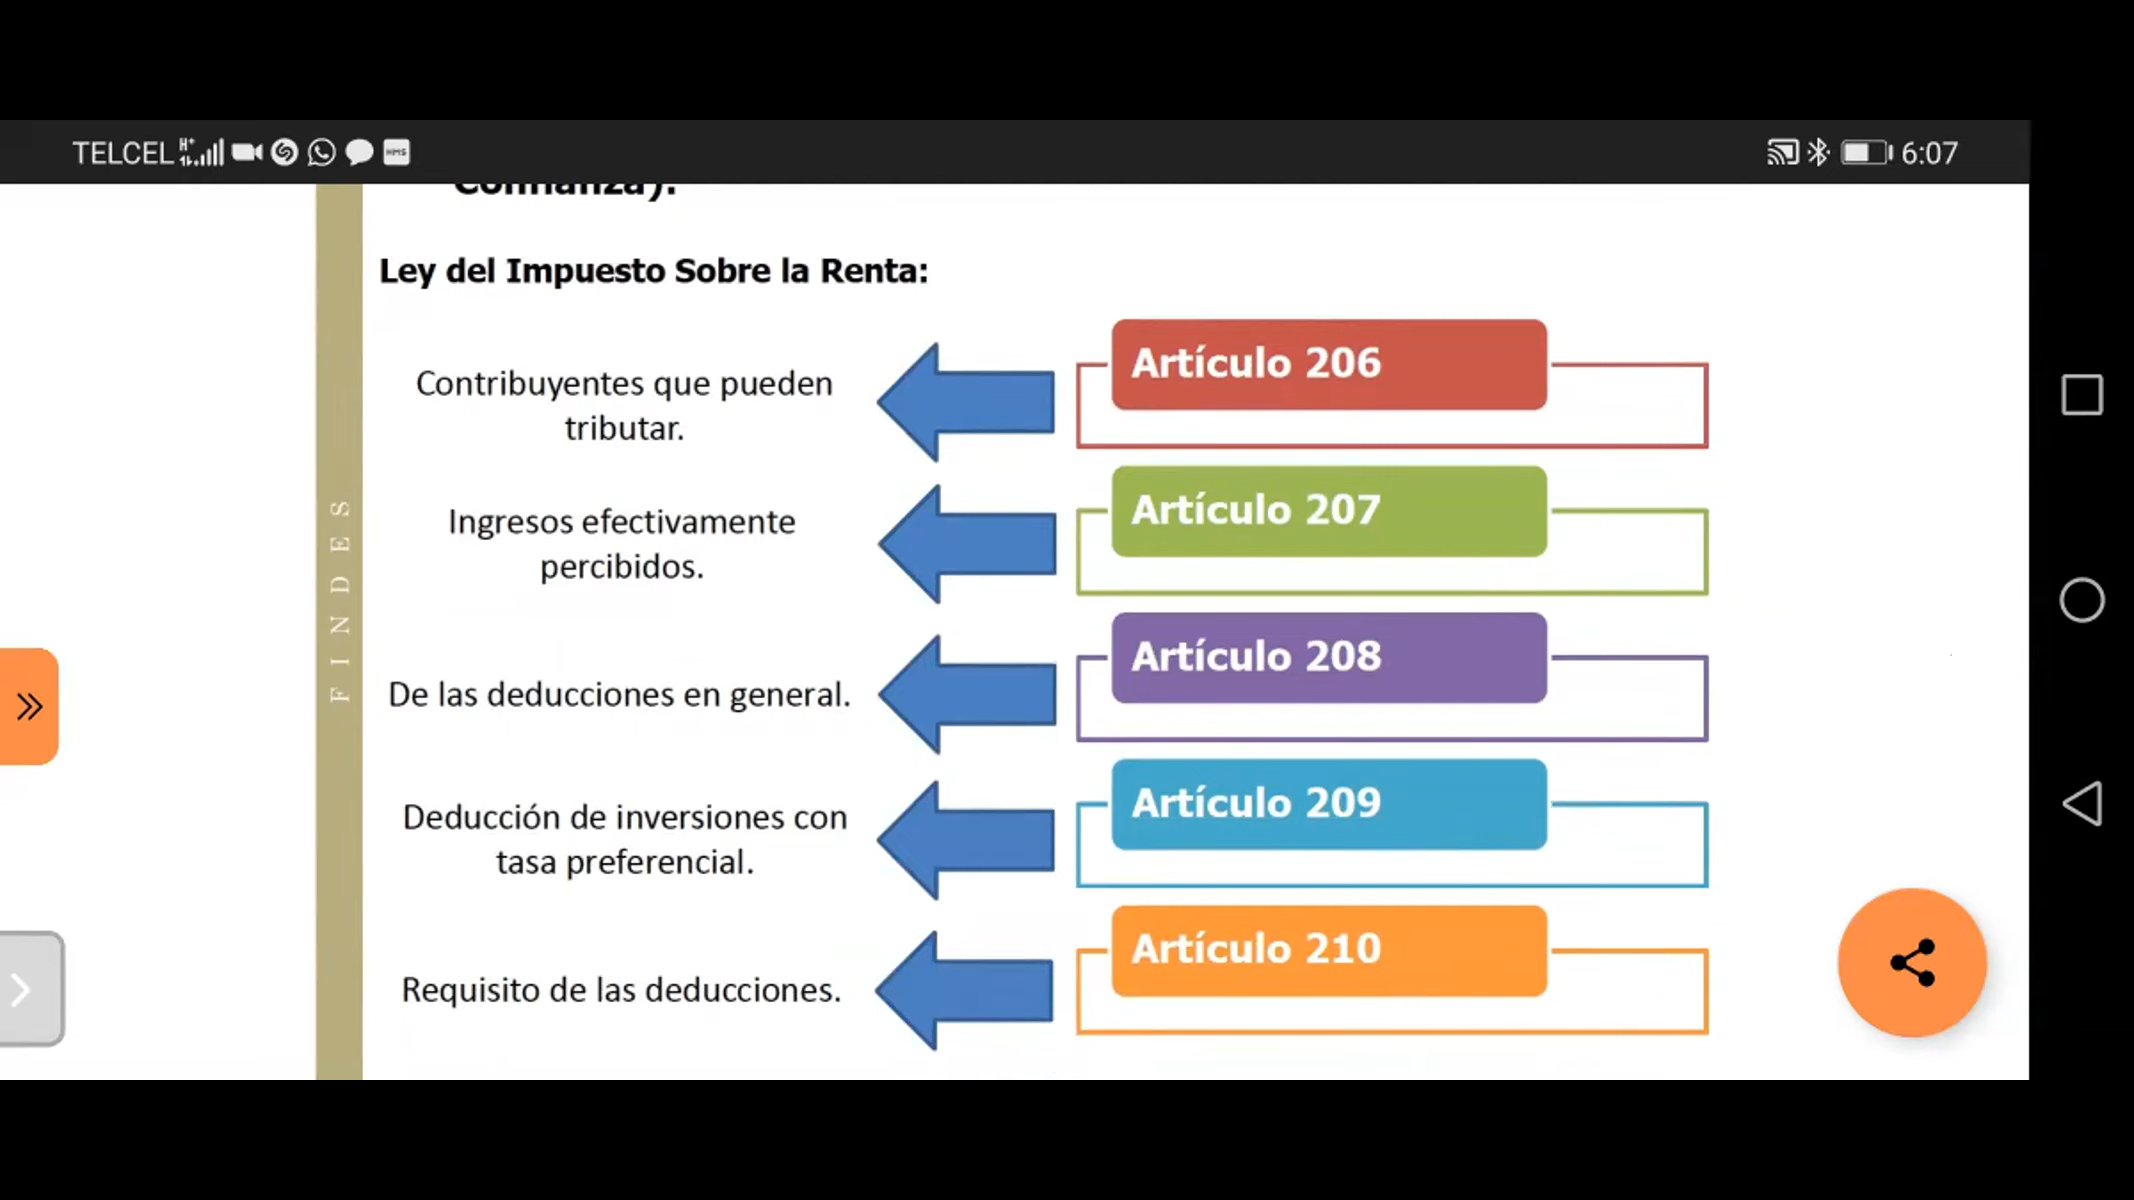 TELCEL
6:07
Confianza).
Ley del Impuesto Sobre la Renta:
Contribuyentes que pueden
tributar.
Artículo 206
Ingresos efectivamente
percibidos.
Artículo 207
De las deducciones en general.
Artículo 208
Deducción de inversiones con
tasa preferencial.
Artículo 209
Requisito de las deducciones.
Artículo 210
FINDES